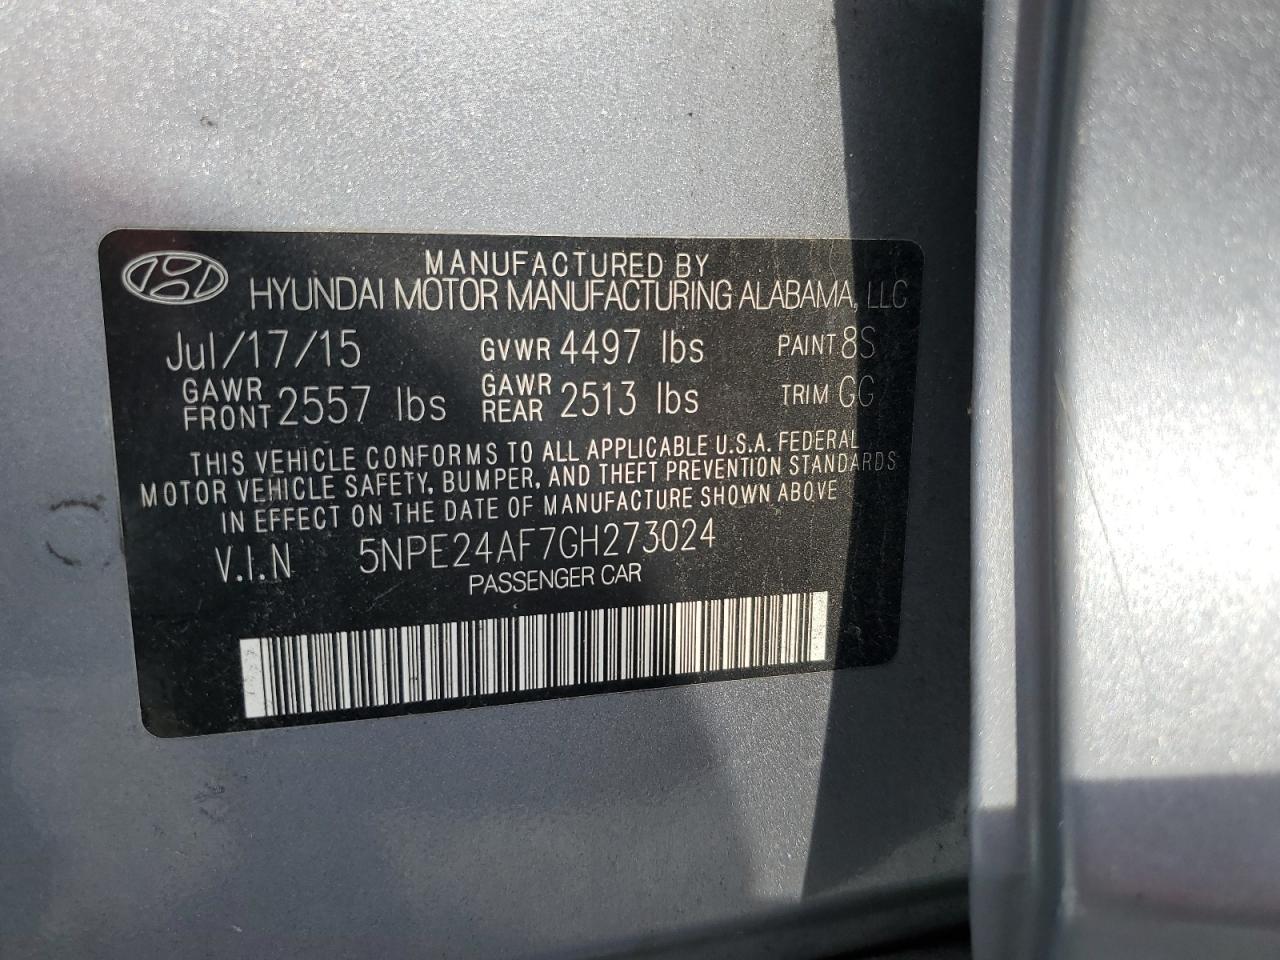 MANUFACTURED BY
HYUNDAI MOTOR MANUFACTURING ALABAMA, LLC
Jul/17/15 GVWR 4497 lbs PAINT 8S
GAWR FRONT 2557 lbs GAWR REAR 2513 lbs TRIM GG
THIS VEHICLE CONFORMS TO ALL APPLICABLE U.S.A. FEDERAL
MOTOR VEHICLE SAFETY, BUMPER, AND THEFT PREVENTION STANDARDS
IN EFFECT ON THE DATE OF MANUFACTURE SHOWN ABOVE
V.I.N 5NPE24AF7GH273024
PASSENGER CAR